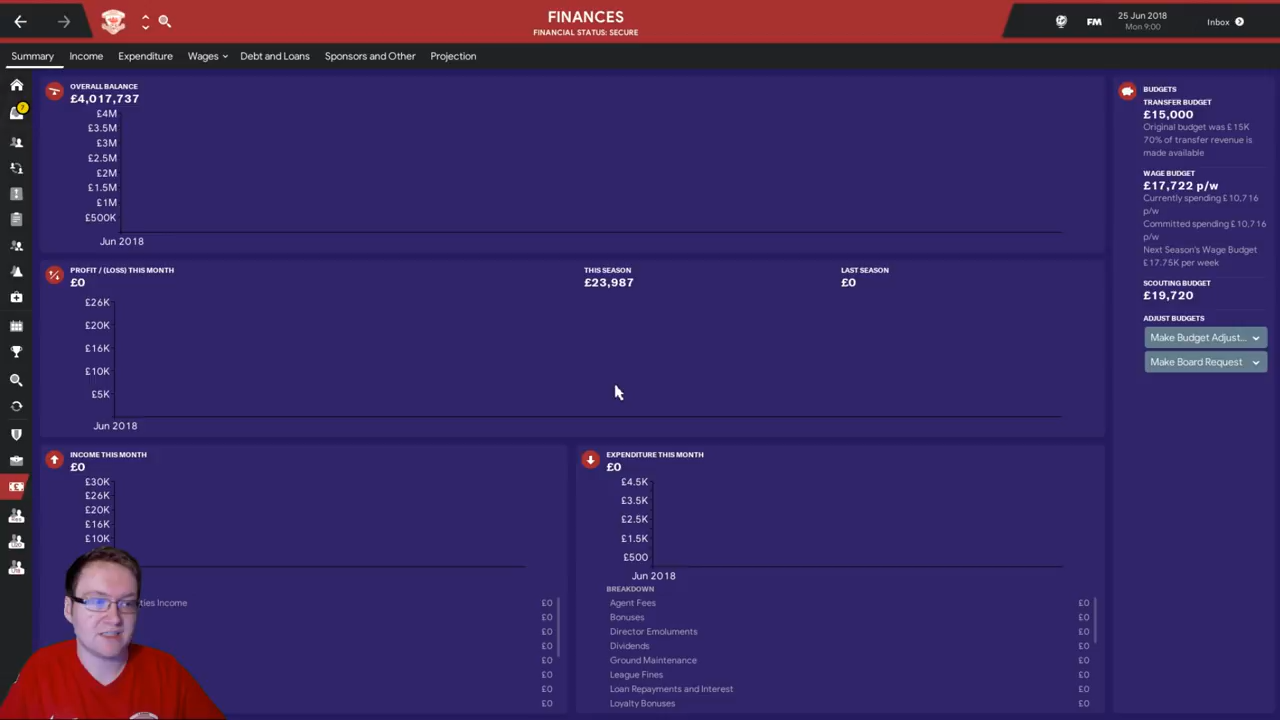 FINANCES
FINANCIAL STATUS: SECURE
FM
25 Jun 2018
Mon 9:00
Inbox
Summary
Income
Expenditure
Wages
Debt and Loans
Sponsors and Other
Projection
7
OVERALL BALANCE
£4,017,737
£4M
£3.5M
£3M
£2.5M
£2M
£1.5M
£1M
£500K
Jun 2018
PROFIT / (LOSS) THIS MONTH
£0
THIS SEASON
£23,987
LAST SEASON
£0
£26K
£20K
£16K
£10K
£5K
Jun 2018
INCOME THIS MONTH
£0
£30K
£26K
£20K
£16K
£10K
ties Income
£0
£0
£0
£0
£0
£0
£0
£0
EXPENDITURE THIS MONTH
£0
£4.5K
£3.5K
£2.5K
£1.5K
£500
Jun 2018
BREAKDOWN
Agent Fees £0
Bonuses £0
Director Emoluments £0
Dividends £0
Ground Maintenance £0
League Fines £0
Loan Repayments and Interest £0
Loyalty Bonuses £0
BUDGETS
TRANSFER BUDGET
£15,000
Original budget was £15K
70% of transfer revenue is
made available
WAGE BUDGET
£17,722 p/w
Currently spending £10,716
p/w
Committed spending £10,716
p/w
Next Season's Wage Budget
£17.75K per week
SCOUTING BUDGET
£19,720
ADJUST BUDGETS
Make Budget Adjust...
Make Board Request